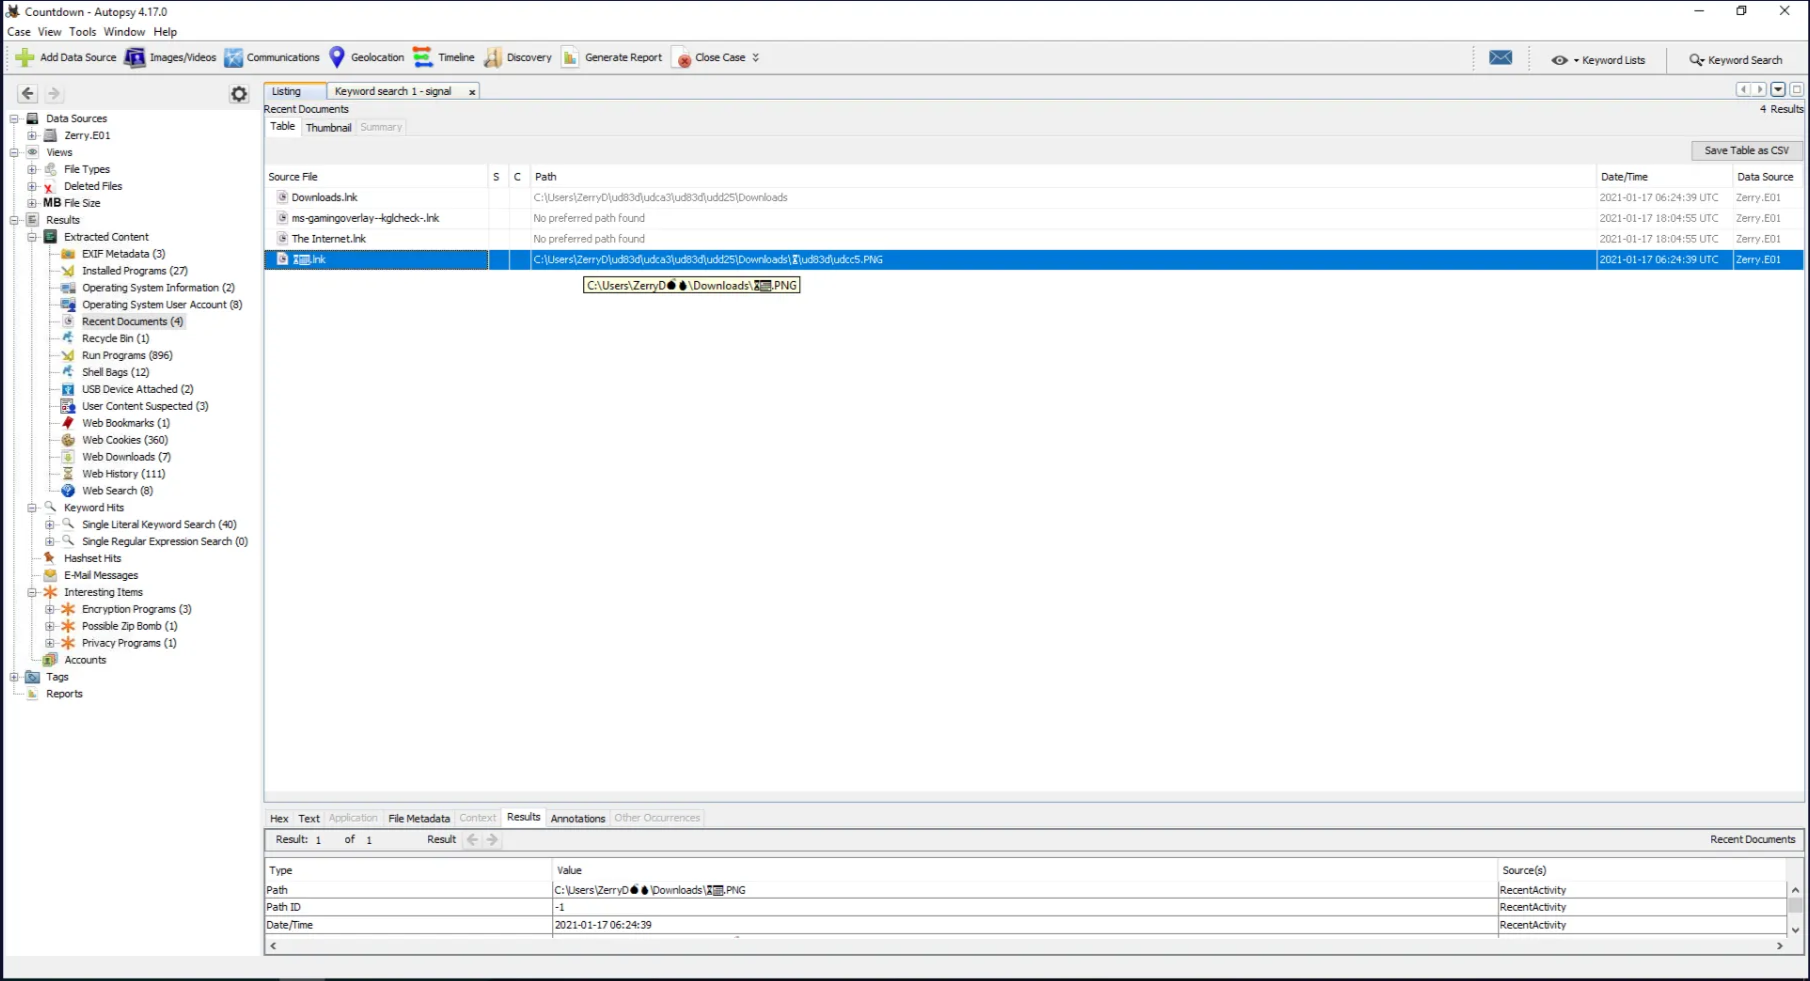 Countdown - Autopsy 4.17.0
Case View Tools Window Help
Add Data Source Images/Videos Communications Geolocation Timeline Discovery Generate Report Close Case Keyword Lists Keyword Search
Listing Keyword search 1 - signal x
Recent Documents 4 Results
Table Thumbnail Summary
Save Table as CSV
Source File S C Path Date/Time Data Source
Downloads.lnk C:\Users\ZerryD\ud83d\udca3\ud83d\udd25\Downloads 2021-01-17 06:24:39 UTC Zerry.E01
ms-gamingoverlay--kglcheck-.lnk No preferred path found 2021-01-17 18:04:55 UTC Zerry.E01
The Internet.lnk No preferred path found 2021-01-17 18:04:55 UTC Zerry.E01
⏳📅.lnk C:\Users\ZerryD\ud83d\udca3\ud83d\udd25\Downloads\⏳\ud83d\udcc5.PNG 2021-01-17 06:24:39 UTC Zerry.E01
C:\Users\ZerryD💣🔥\Downloads\⏳📅.PNG
Data Sources
Zerry.E01
Views
File Types
Deleted Files
MB File Size
Results
Extracted Content
EXIF Metadata (3)
Installed Programs (27)
Operating System Information (2)
Operating System User Account (8)
Recent Documents (4)
Recycle Bin (1)
Run Programs (896)
Shell Bags (12)
USB Device Attached (2)
User Content Suspected (3)
Web Bookmarks (1)
Web Cookies (360)
Web Downloads (7)
Web History (111)
Web Search (8)
Keyword Hits
Single Literal Keyword Search (40)
Single Regular Expression Search (0)
Hashset Hits
E-Mail Messages
Interesting Items
Encryption Programs (3)
Possible Zip Bomb (1)
Privacy Programs (1)
Accounts
Tags
Reports
Hex Text Application File Metadata Context Results Annotations Other Occurrences
Result: 1 of 1 Result Recent Documents
Type Value Source(s)
Path C:\Users\ZerryD💣🔥\Downloads\⏳📅.PNG RecentActivity
Path ID -1 RecentActivity
Date/Time 2021-01-17 06:24:39 RecentActivity